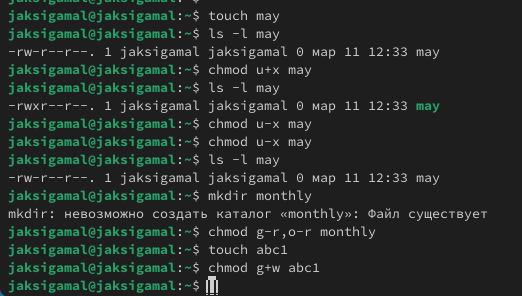 jaksigamal@jaksigamal:~$ touch may
jaksigamal@jaksigamal:~$ ls -l may
-rw-r--r--. 1 jaksigamal jaksigamal 0 мар 11 12:33 may
jaksigamal@jaksigamal:~$ chmod u+x may
jaksigamal@jaksigamal:~$ ls -l may
-rwxr--r--. 1 jaksigamal jaksigamal 0 мар 11 12:33 may
jaksigamal@jaksigamal:~$ chmod u-x may
jaksigamal@jaksigamal:~$ chmod u-x may
jaksigamal@jaksigamal:~$ ls -l may
-rw-r--r--. 1 jaksigamal jaksigamal 0 мар 11 12:33 may
jaksigamal@jaksigamal:~$ mkdir monthly
mkdir: невозможно создать каталог «monthly»: Файл существует
jaksigamal@jaksigamal:~$ chmod g-r,o-r monthly
jaksigamal@jaksigamal:~$ touch abc1
jaksigamal@jaksigamal:~$ chmod g+w abc1
jaksigamal@jaksigamal:~$